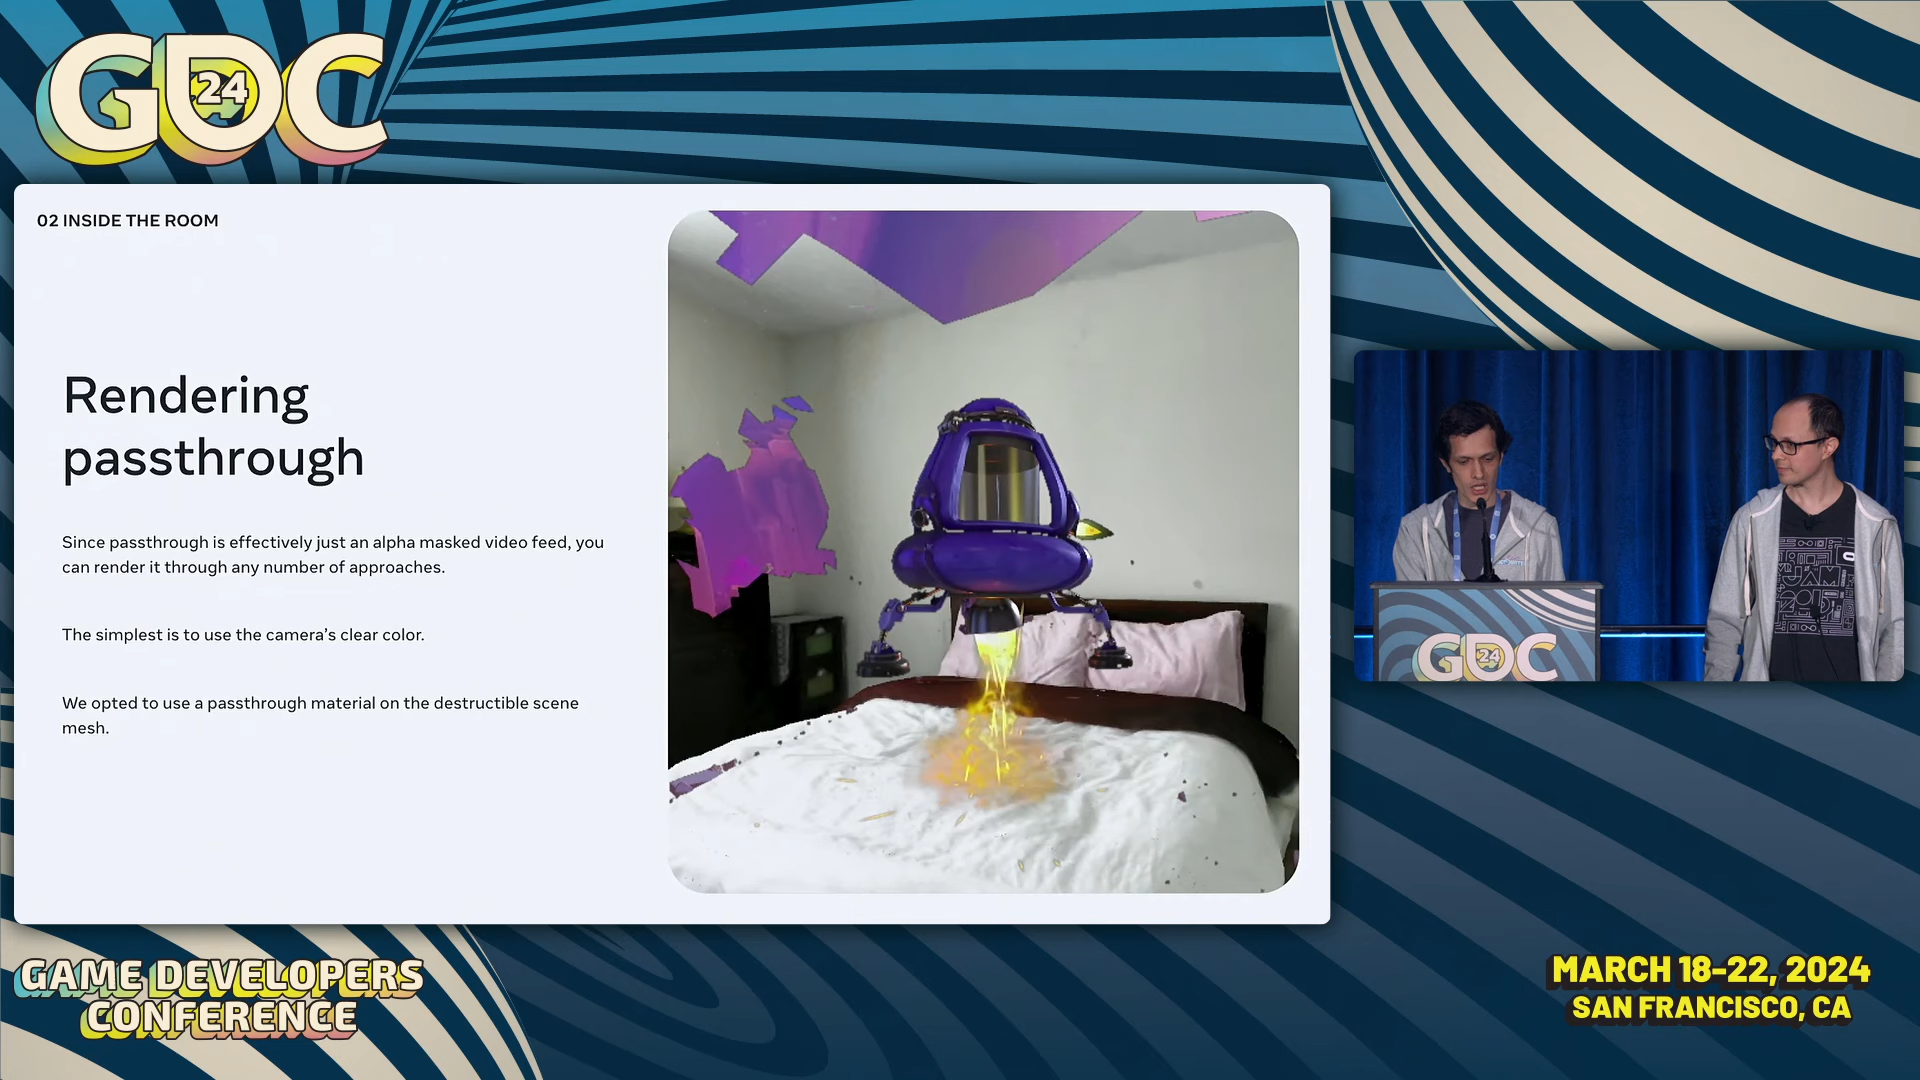 GDC
24
02 INSIDE THE ROOM
Rendering
passthrough
Since passthrough is effectively just an alpha masked video feed, you
can render it through any number of approaches.
The simplest is to use the camera’s clear color.
We opted to use a passthrough material on the destructible scene
mesh.
GDC
24
GAME DEVELOPERS
CONFERENCE
MARCH 18-22, 2024
SAN FRANCISCO, CA